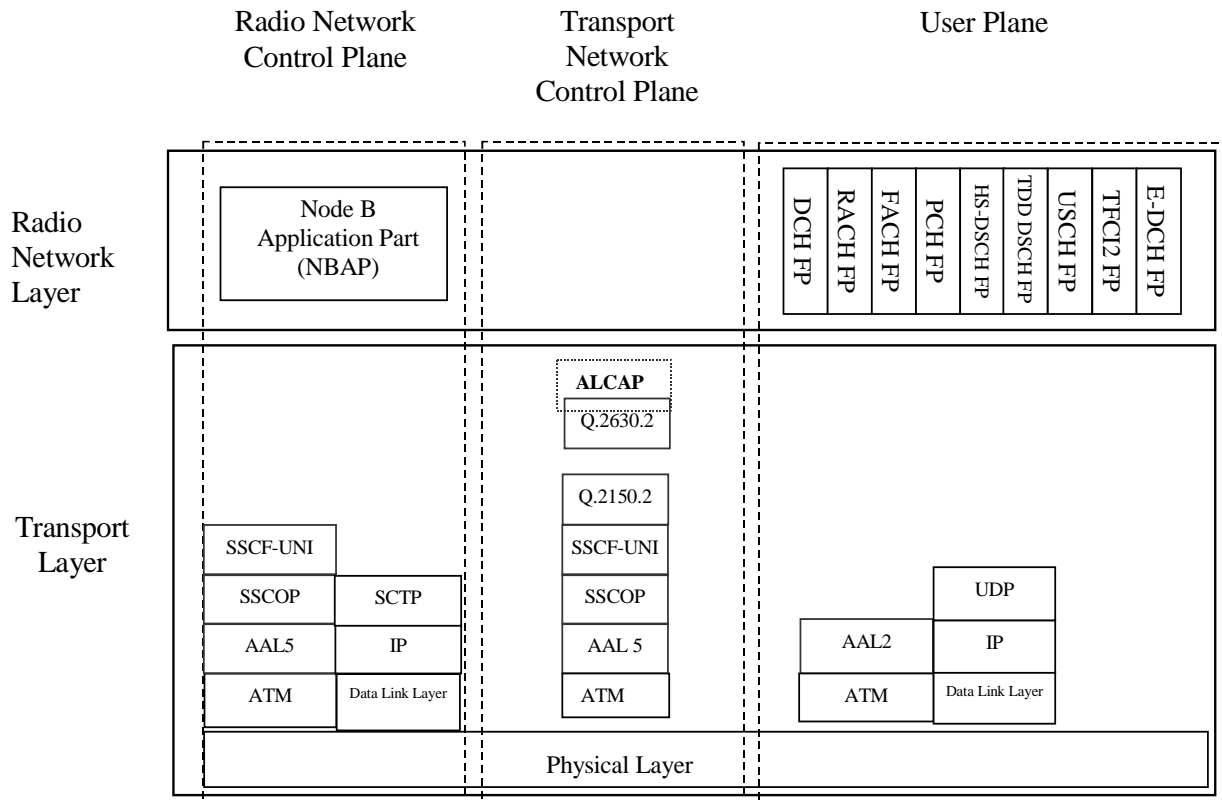 Radio Network
Control Plane
Transport
Network
Control Plane
User Plane
Radio
Network
Layer
Node B
Application Part
(NBAP)
DCH FP
RACH FP
FACH FP
PCH FP
HS-DSCH FP
TDD DSCH FP
USCH FP
TFCI2 FP
E-DCH FP
Transport
Layer
SSCF-UNI
SSCOP
AAL5
ATM
SCTP
IP
Data Link Layer
ALCAP
Q.2630.2
Q.2150.2
SSCF-UNI
SSCOP
AAL 5
ATM
AAL2
ATM
UDP
IP
Data Link Layer
Physical Layer